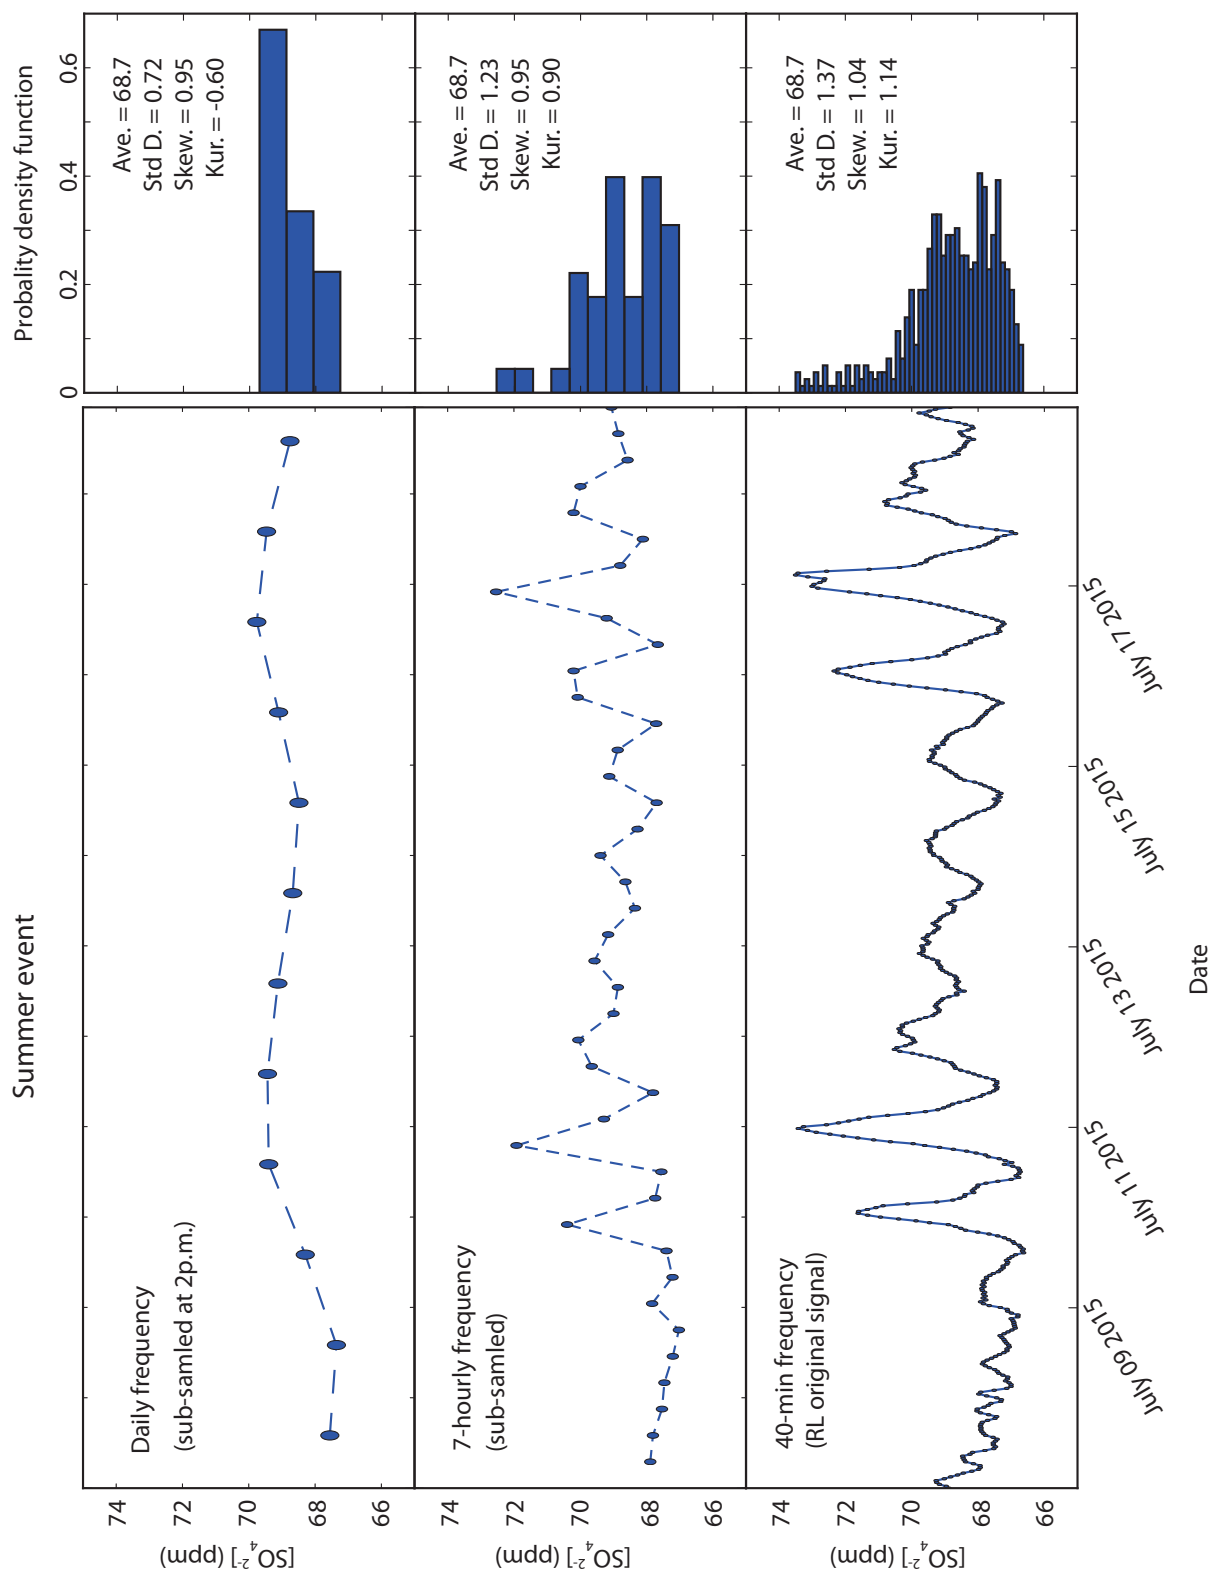 Summer event
Probality density function
Daily frequency
(sub-samled at 2p.m.)
Ave. = 68.7
Std D. = 0.72
Skew. = 0.95
Kur. = -0.60
[SO₄²⁻] (ppm)
74
72
70
68
66
0
0.2
0.4
0.6
7-hourly frequency
(sub-samled)
Ave. = 68.7
Std D. = 1.23
Skew. = 0.95
Kur. = 0.90
[SO₄²⁻] (ppm)
74
72
70
68
66
40-min frequency
(RL original signal)
Ave. = 68.7
Std D. = 1.37
Skew. = 1.04
Kur. = 1.14
[SO₄²⁻] (ppm)
74
72
70
68
66
July 09 2015
July 11 2015
July 13 2015
July 15 2015
July 17 2015
Date